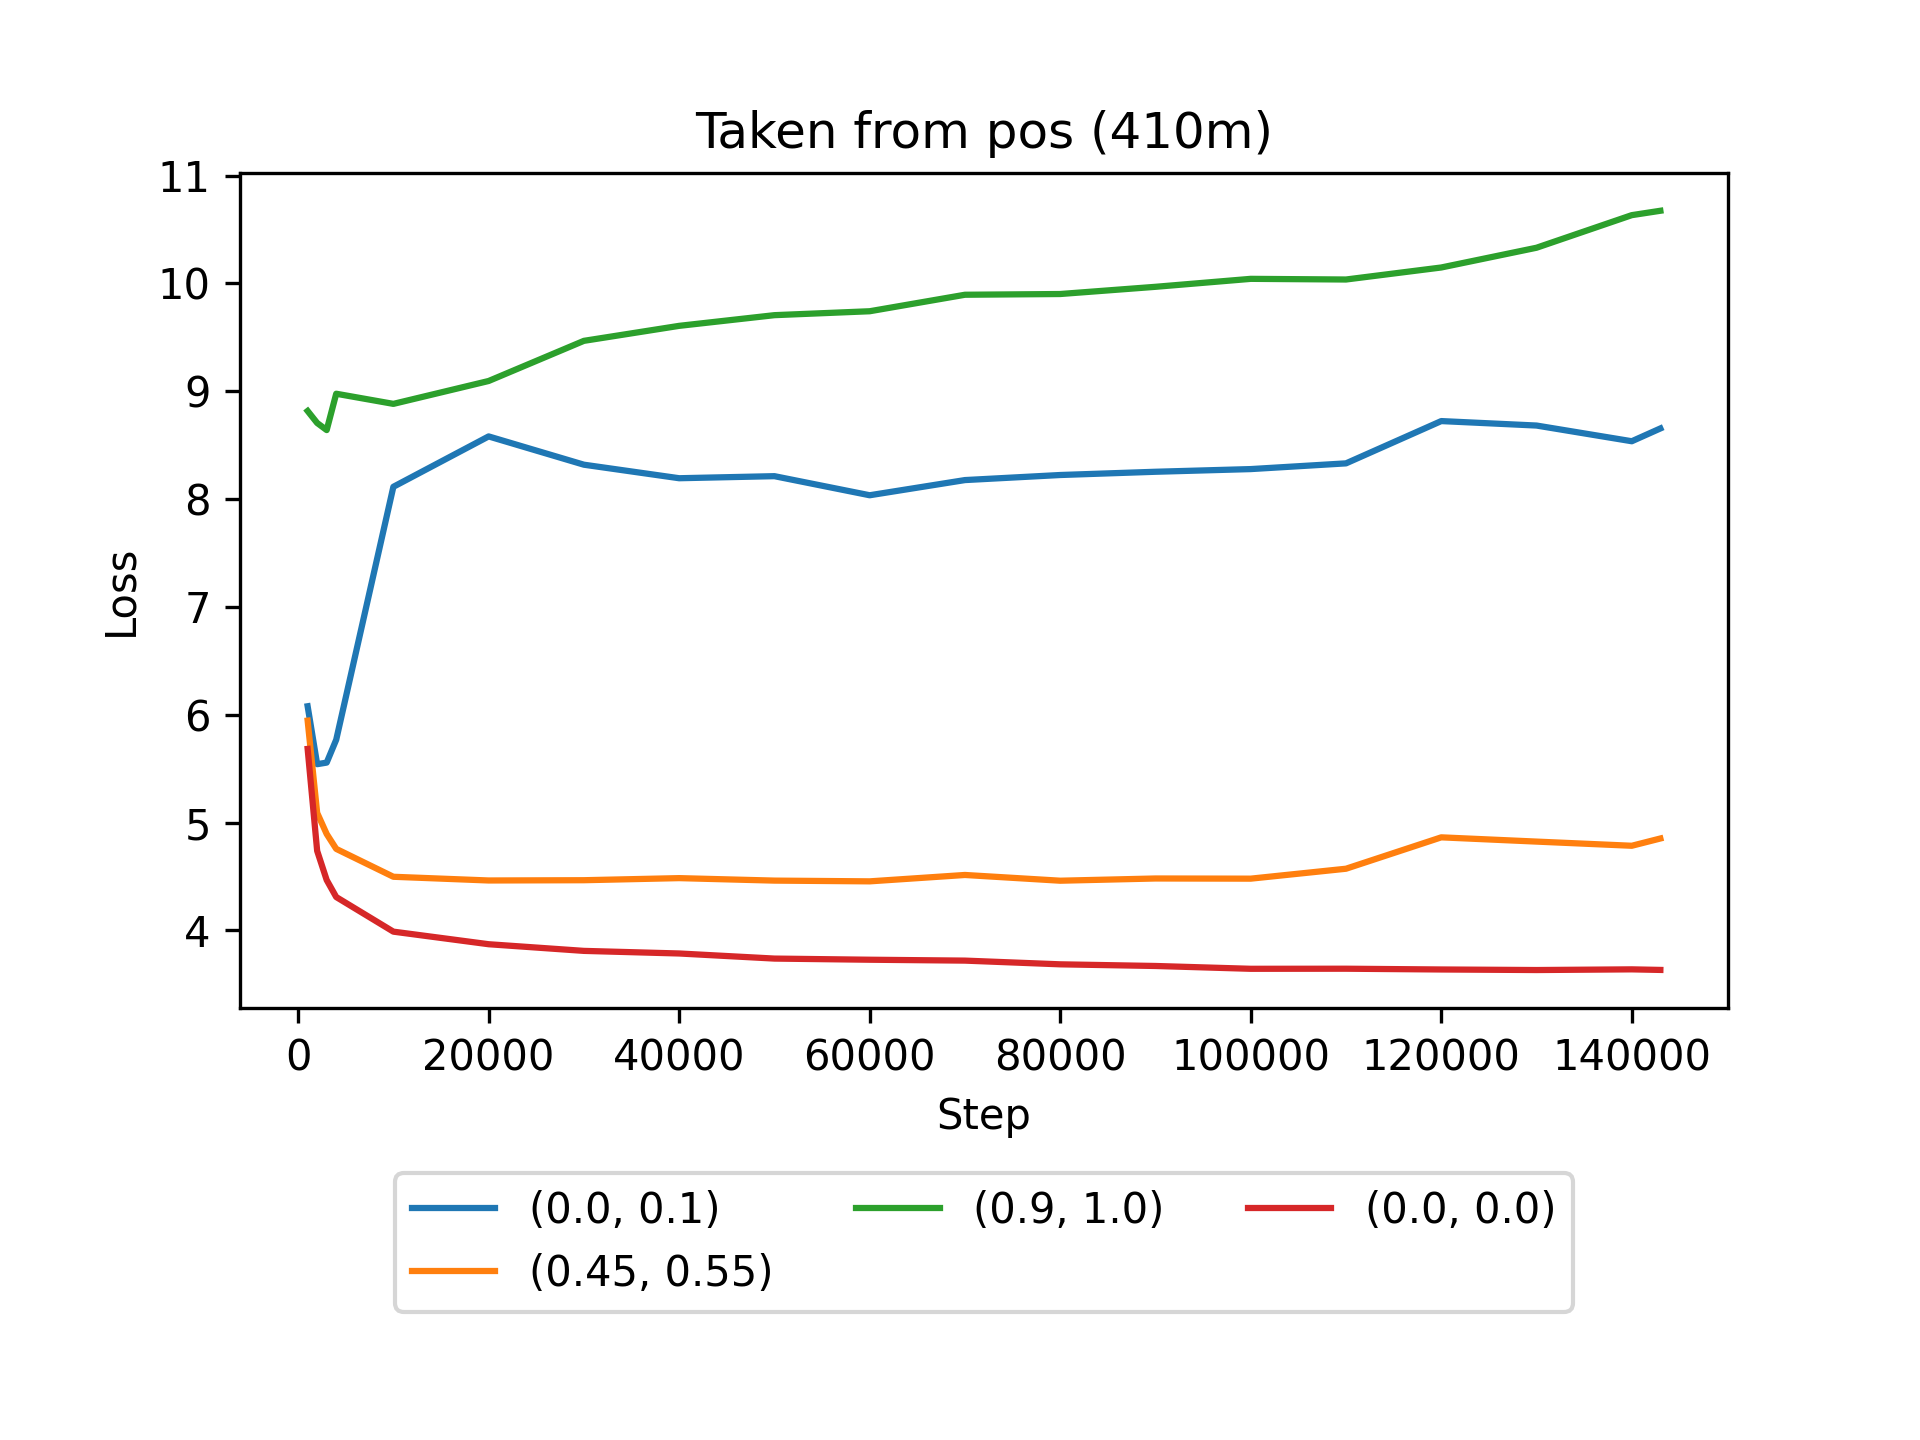 Taken from pos (410m)
11
10
9
8
7
6
5
4
Loss
0 20000 40000 60000 80000 100000 120000 140000
Step
(0.0, 0.1) (0.9, 1.0) (0.0, 0.0)
(0.45, 0.55)